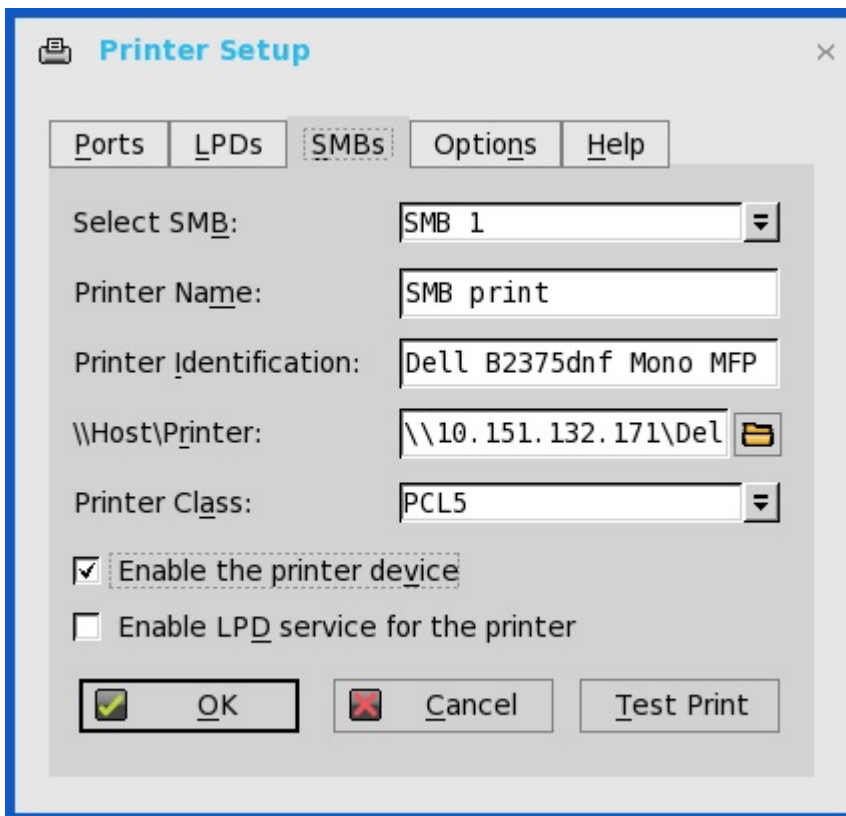 Printer Setup
Ports LPDs SMBs Options Help
Select SMB: SMB 1
Printer Name: SMB print
Printer Identification: Dell B2375dnf Mono MFP
\\Host\Printer: \\10.151.132.171\Del
Printer Class: PCL5
Enable the printer device
Enable LPD service for the printer
OK Cancel Test Print